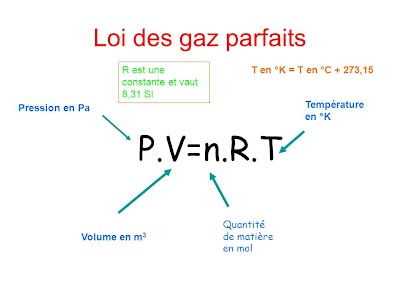 Loi des gaz parfaits
R est une
constante et vaut
8,31 SI
T en °K = T en °C + 273,15
Pression en Pa
Température
en °K
P.V=n.R.T
Volume en m³
Quantité
de matière
en mol